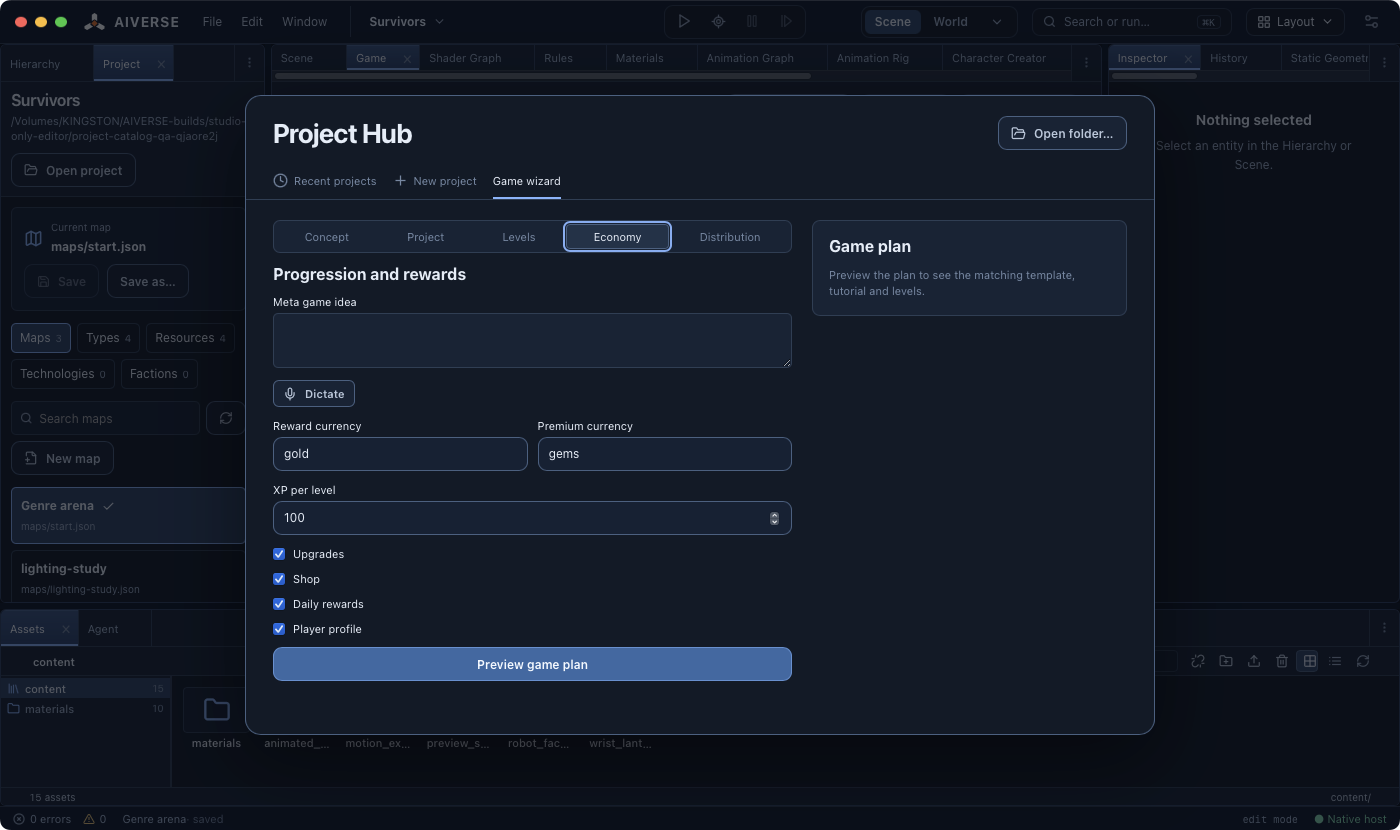 AIVERSE File Edit Window Survivors Scene World Search or run... ⌘K Layout
Hierarchy Project Scene Game Shader Graph Rules Materials Animation Graph Animation Rig Character Creator Inspector History Static Geometr
Survivors
/Volumes/KINGSTON/AIVERSE-builds/studio-
only-editor/project-catalog-qa-qjaore2j
Open project
Current map
maps/start.json
Save Save as...
Maps 3 Types 4 Resources 4
Technologies 0 Factions 0
Search maps
New map
Genre arena
maps/start.json
lighting-study
maps/lighting-study.json
Project Hub
Open folder...
Recent projects New project Game wizard
Concept Project Levels Economy Distribution
Progression and rewards
Meta game idea
Dictate
Reward currency Premium currency
gold gems
XP per level
100
Upgrades
Shop
Daily rewards
Player profile
Preview game plan
Game plan
Preview the plan to see the matching template,
tutorial and levels.
Nothing selected
Select an entity in the Hierarchy or
Scene.
Assets Agent
content
content 15
materials 10
materials animated_... motion_ex... preview_s... robot_fac... wrist_lant...
15 assets content/
0 errors 0 Genre arena · saved edit mode Native host